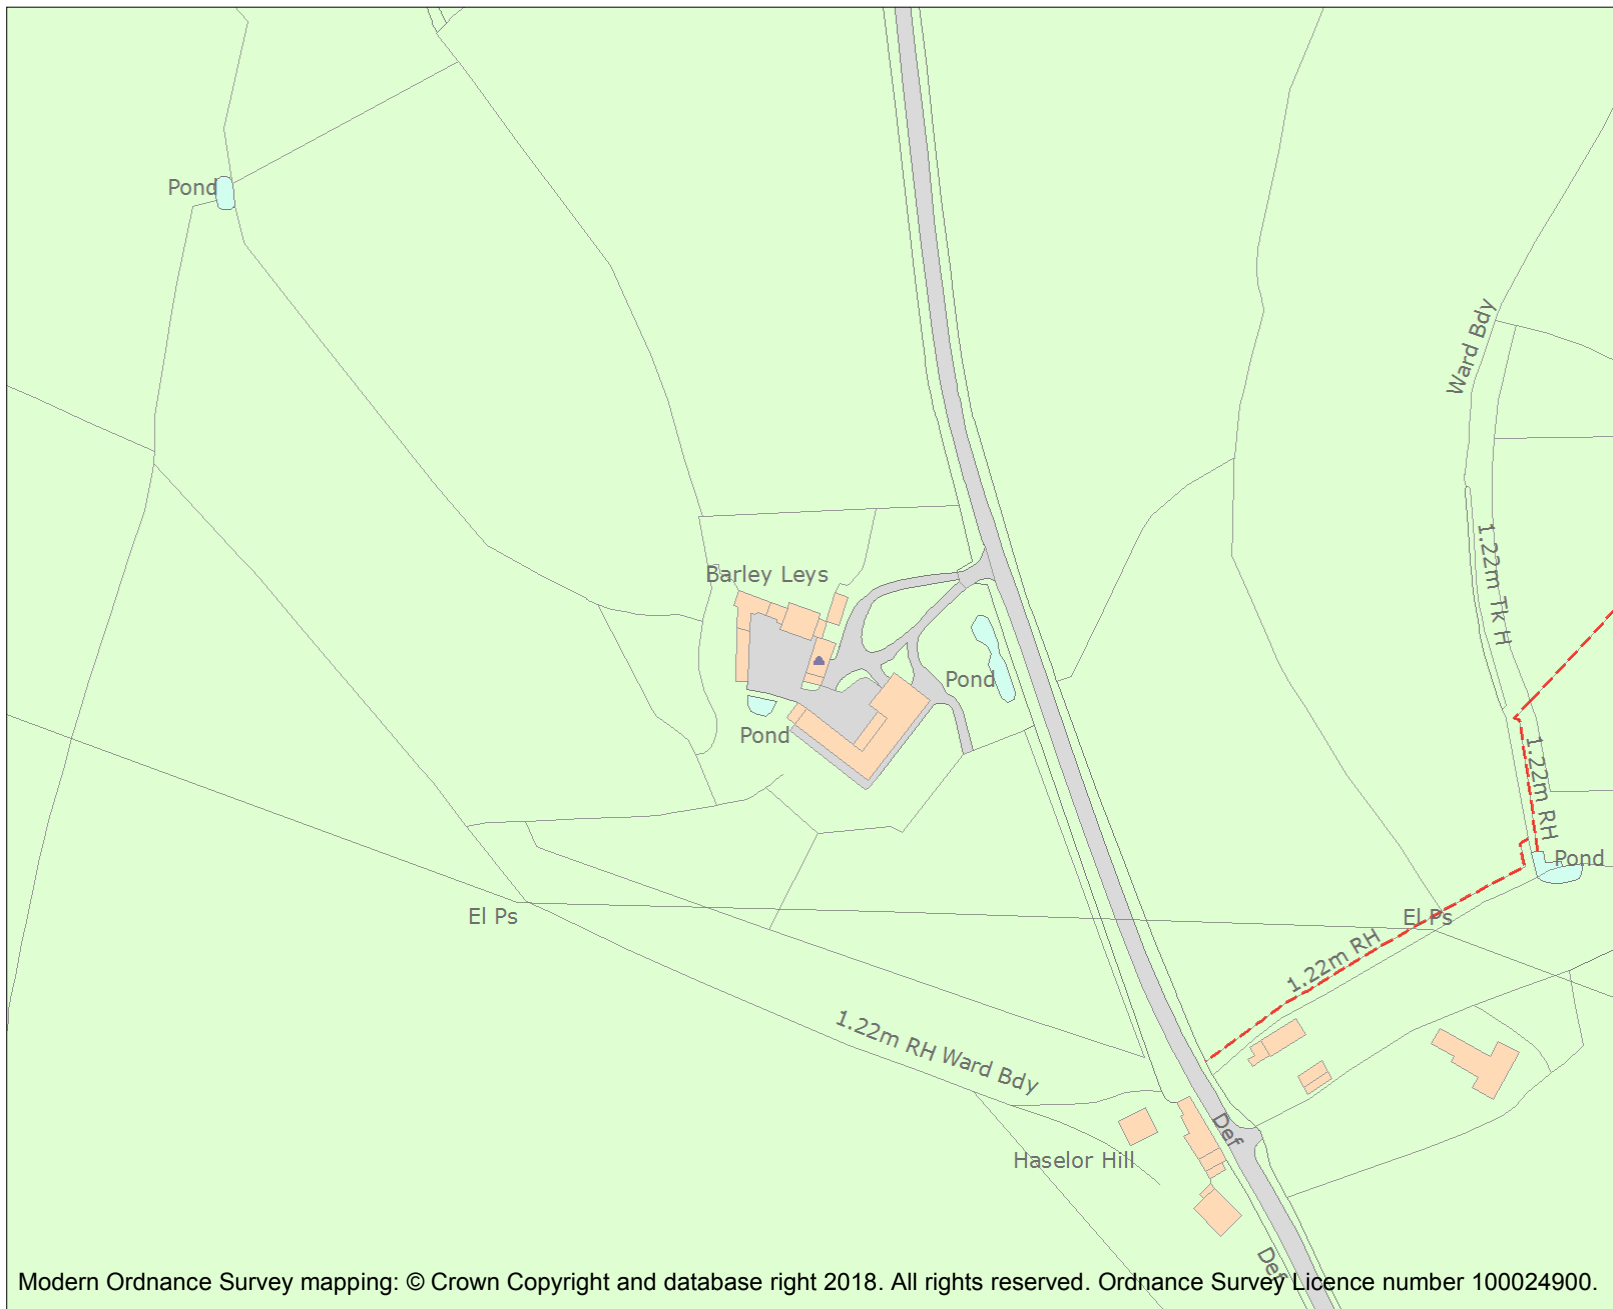 Pond
Ward Bdy
1.22m Tk H
Barley Leys
Pond
Pond
1.22m RH
Pond
El Ps
El Ps
1.22m RH
1.22m RH Ward Bdy
Def
Haselor Hill
Def
Modern Ordnance Survey mapping: © Crown Copyright and database right 2018. All rights reserved. Ordnance Survey Licence number 100024900.